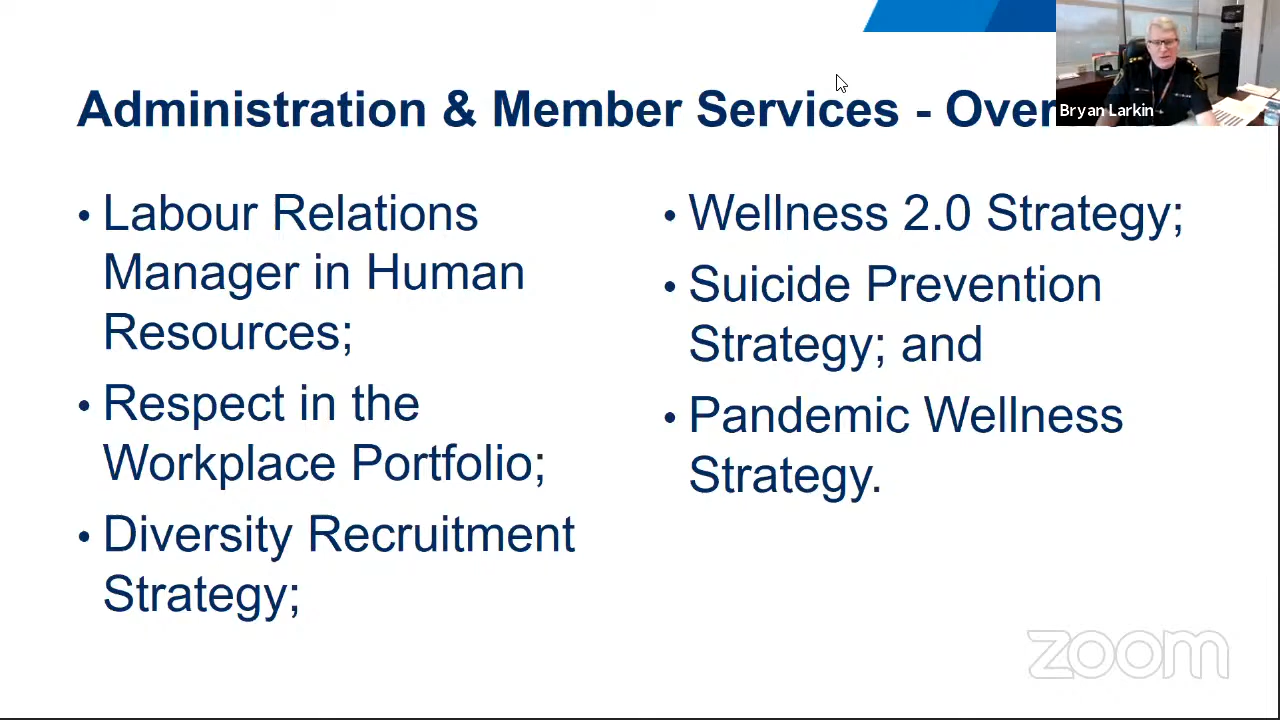 Administration & Member Services - Over
Bryan Larkin
• Labour Relations
Manager in Human
Resources;
• Respect in the
Workplace Portfolio;
• Diversity Recruitment
Strategy;
• Wellness 2.0 Strategy;
• Suicide Prevention
Strategy; and
• Pandemic Wellness
Strategy.
zoom